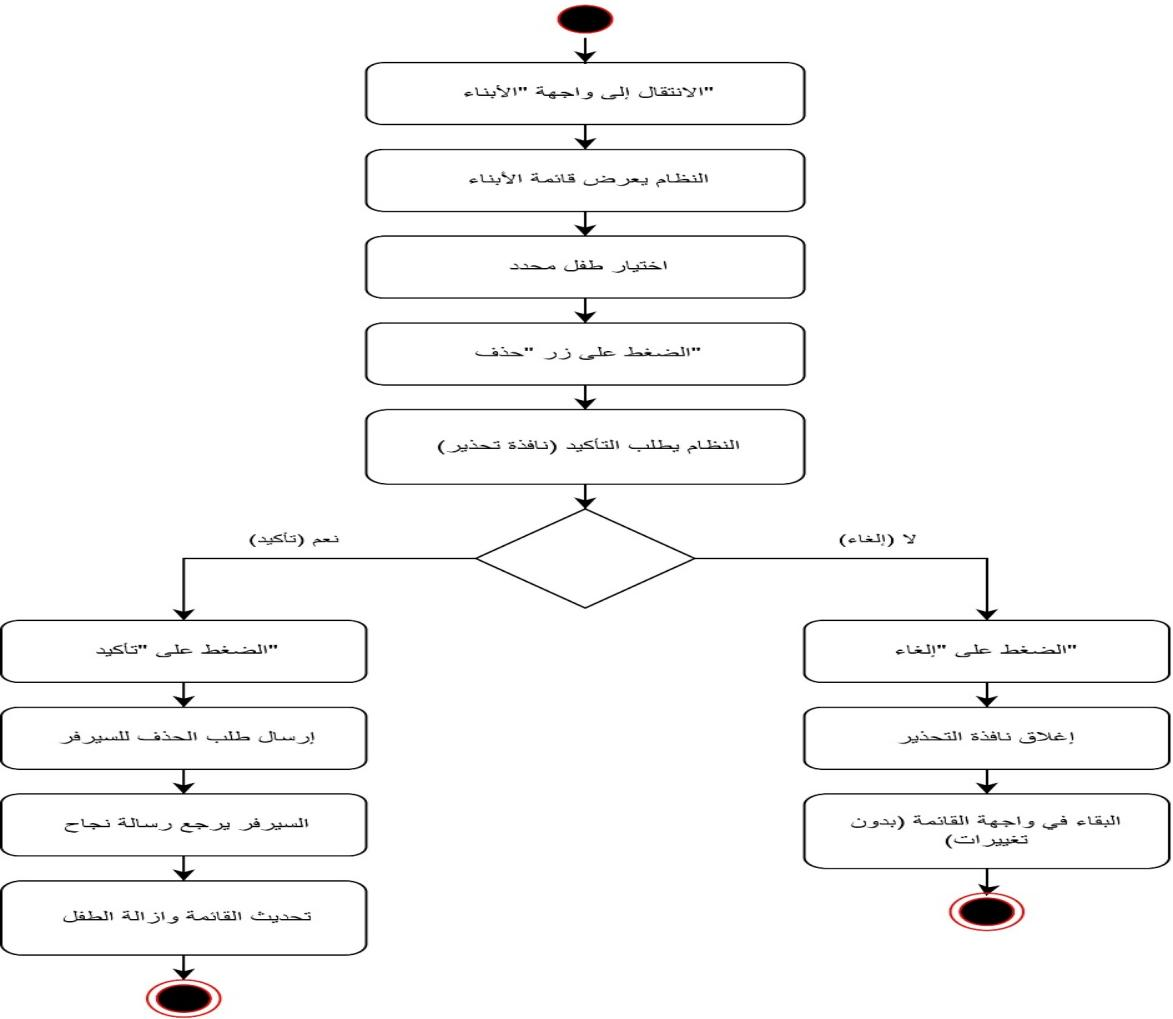 الانتقال إلى واجهة "الأبناء"
النظام يعرض قائمة الأبناء
اختيار طفل محدد
الضغط على زر "حذف"
النظام يطلب التأكيد (نافذة تحذير)
نعم (تأكيد)
لا (إلغاء)
الضغط على "تأكيد"
إرسال طلب الحذف للسيرفر
السيرفر يرجع رسالة نجاح
تحديث القائمة وازالة الطفل
الضغط على "إلغاء"
إغلاق نافذة التحذير
البقاء في واجهة القائمة (بدون
تغييرات)